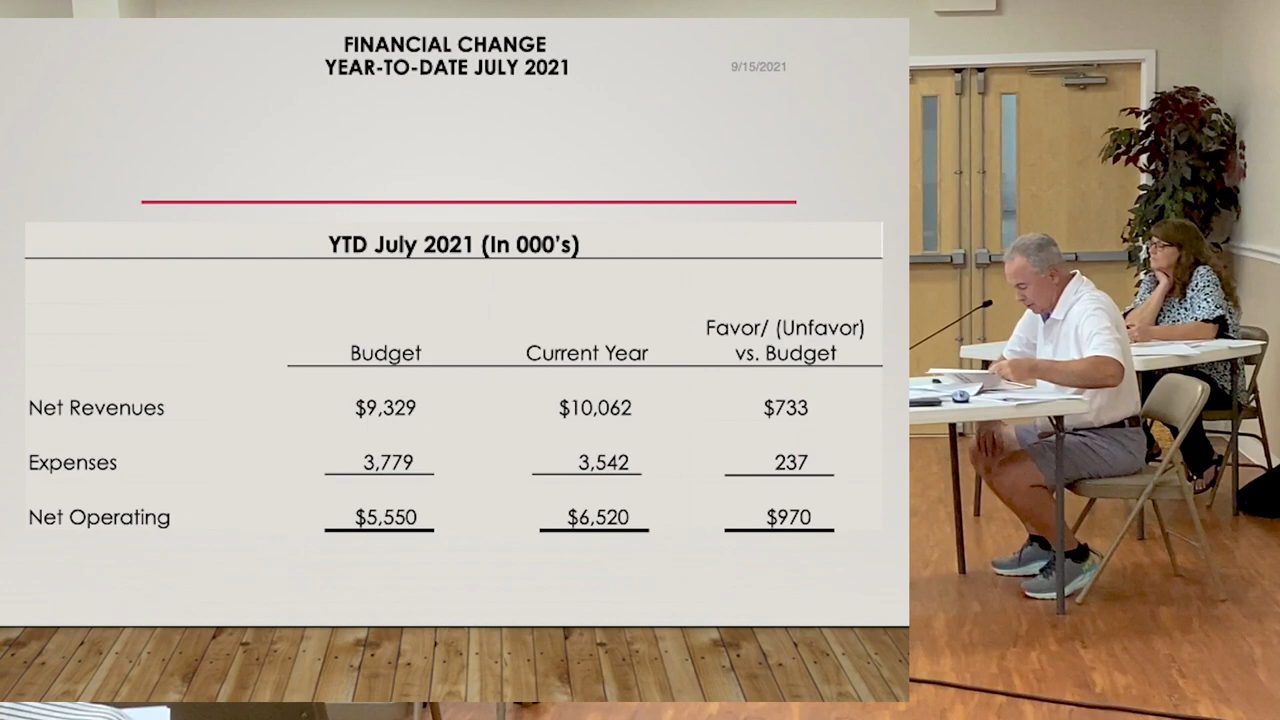 FINANCIAL CHANGE
YEAR-TO-DATE JULY 2021
9/15/2021
YTD July 2021 (In 000's)
Favor/ (Unfavor)
Budget Current Year vs. Budget
Net Revenues $9,329 $10,062 $733
Expenses 3,779 3,542 237
Net Operating $5,550 $6,520 $970